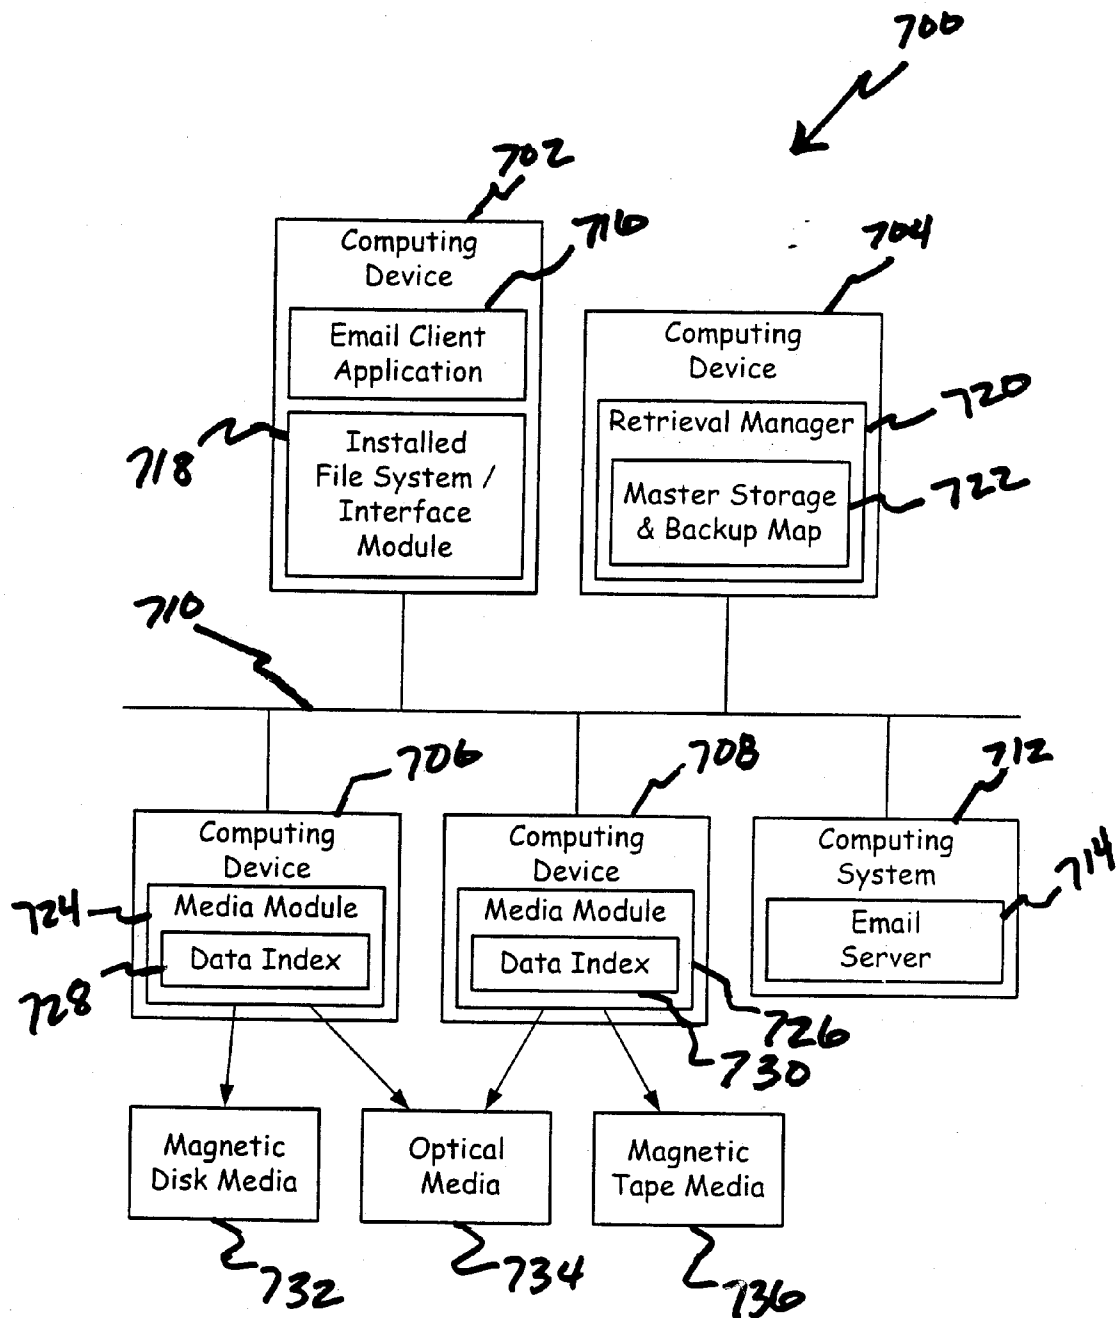 700
702
Computing
Device
716
Email Client
Application
718
Installed
File System /
Interface
Module
704
Computing
Device
720
Retrieval Manager
722
Master Storage
& Backup Map
710
706
Computing
Device
724
Media Module
728
Data Index
708
Computing
Device
Media Module
Data Index
726
730
712
Computing
System
714
Email
Server
Magnetic
Disk Media
732
Optical
Media
734
Magnetic
Tape Media
736